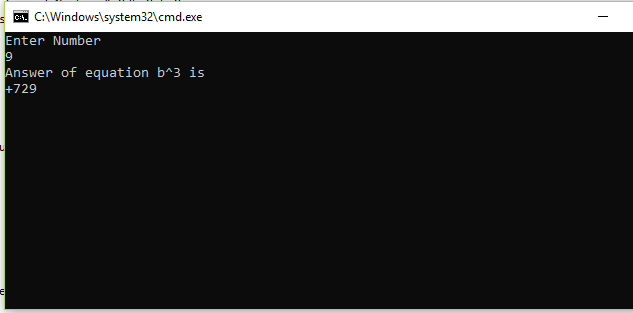 C:\Windows\system32\cmd.exe
Enter Number
9
Answer of equation b^3 is
+729